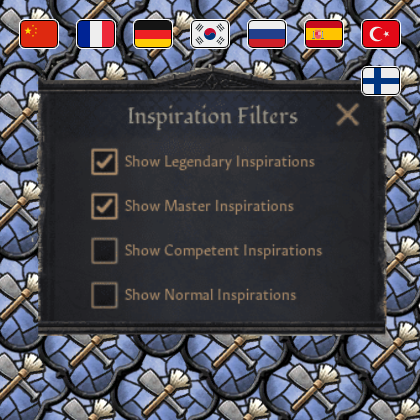 Inspiration Filters
Show Legendary Inspirations
Show Master Inspirations
Show Competent Inspirations
Show Normal Inspirations